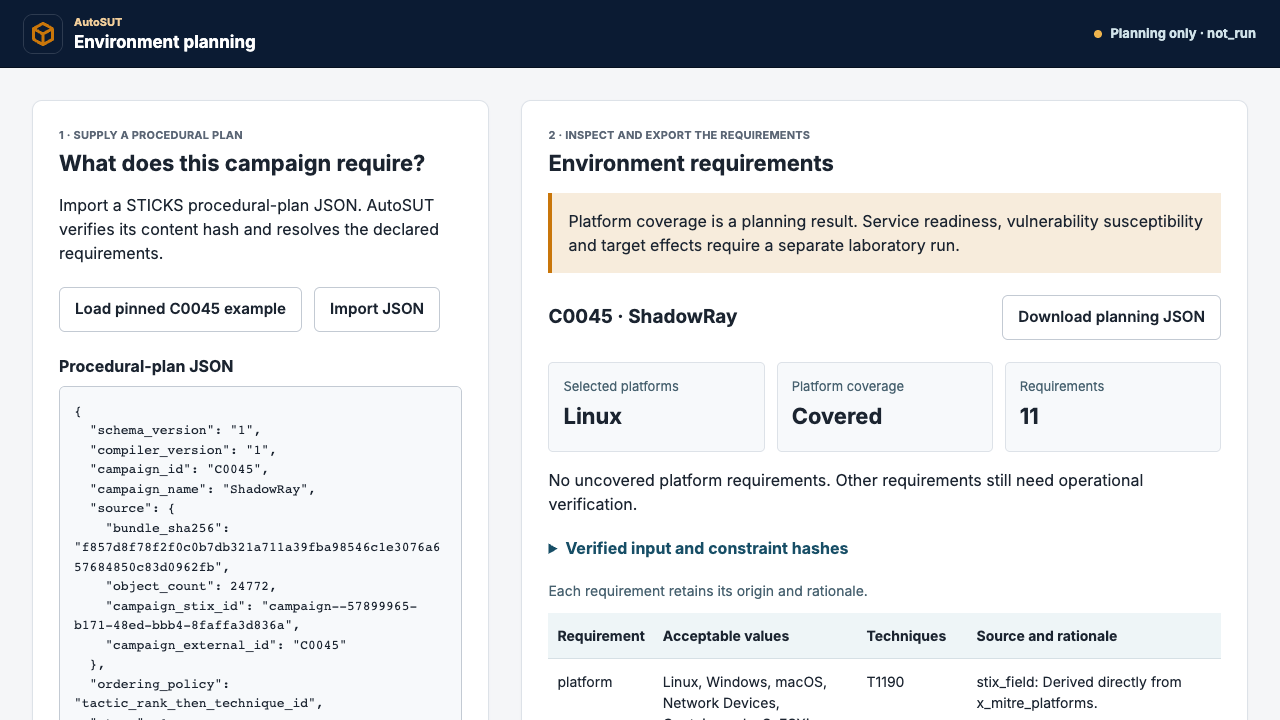 AutoSUT
Environment planning
Planning only · not_run
1 · SUPPLY A PROCEDURAL PLAN
What does this campaign require?
Import a STICKS procedural-plan JSON. AutoSUT
verifies its content hash and resolves the declared
requirements.
Load pinned C0045 example
Import JSON
Procedural-plan JSON
{
"schema_version": "1",
"compiler_version": "1",
"campaign_id": "C0045",
"campaign_name": "ShadowRay",
"source": {
"bundle_sha256":
"f857d8f78f2f0c0b7db321a711a39fba98546c1e3076a6
57684850c83d0962fb",
"object_count": 24772,
"campaign_stix_id": "campaign--57899965-
b171-48ed-bbb4-8faffa3d836a",
"campaign_external_id": "C0045"
},
"ordering_policy":
"tactic_rank_then_technique_id",
2 · INSPECT AND EXPORT THE REQUIREMENTS
Environment requirements
Platform coverage is a planning result. Service readiness, vulnerability susceptibility
and target effects require a separate laboratory run.
C0045 · ShadowRay
Download planning JSON
Selected platforms
Linux
Platform coverage
Covered
Requirements
11
No uncovered platform requirements. Other requirements still need operational
verification.
▶ Verified input and constraint hashes
Each requirement retains its origin and rationale.
Requirement Acceptable values Techniques Source and rationale
platform Linux, Windows, macOS, T1190 stix_field: Derived directly from
Network Devices, x_mitre_platforms.